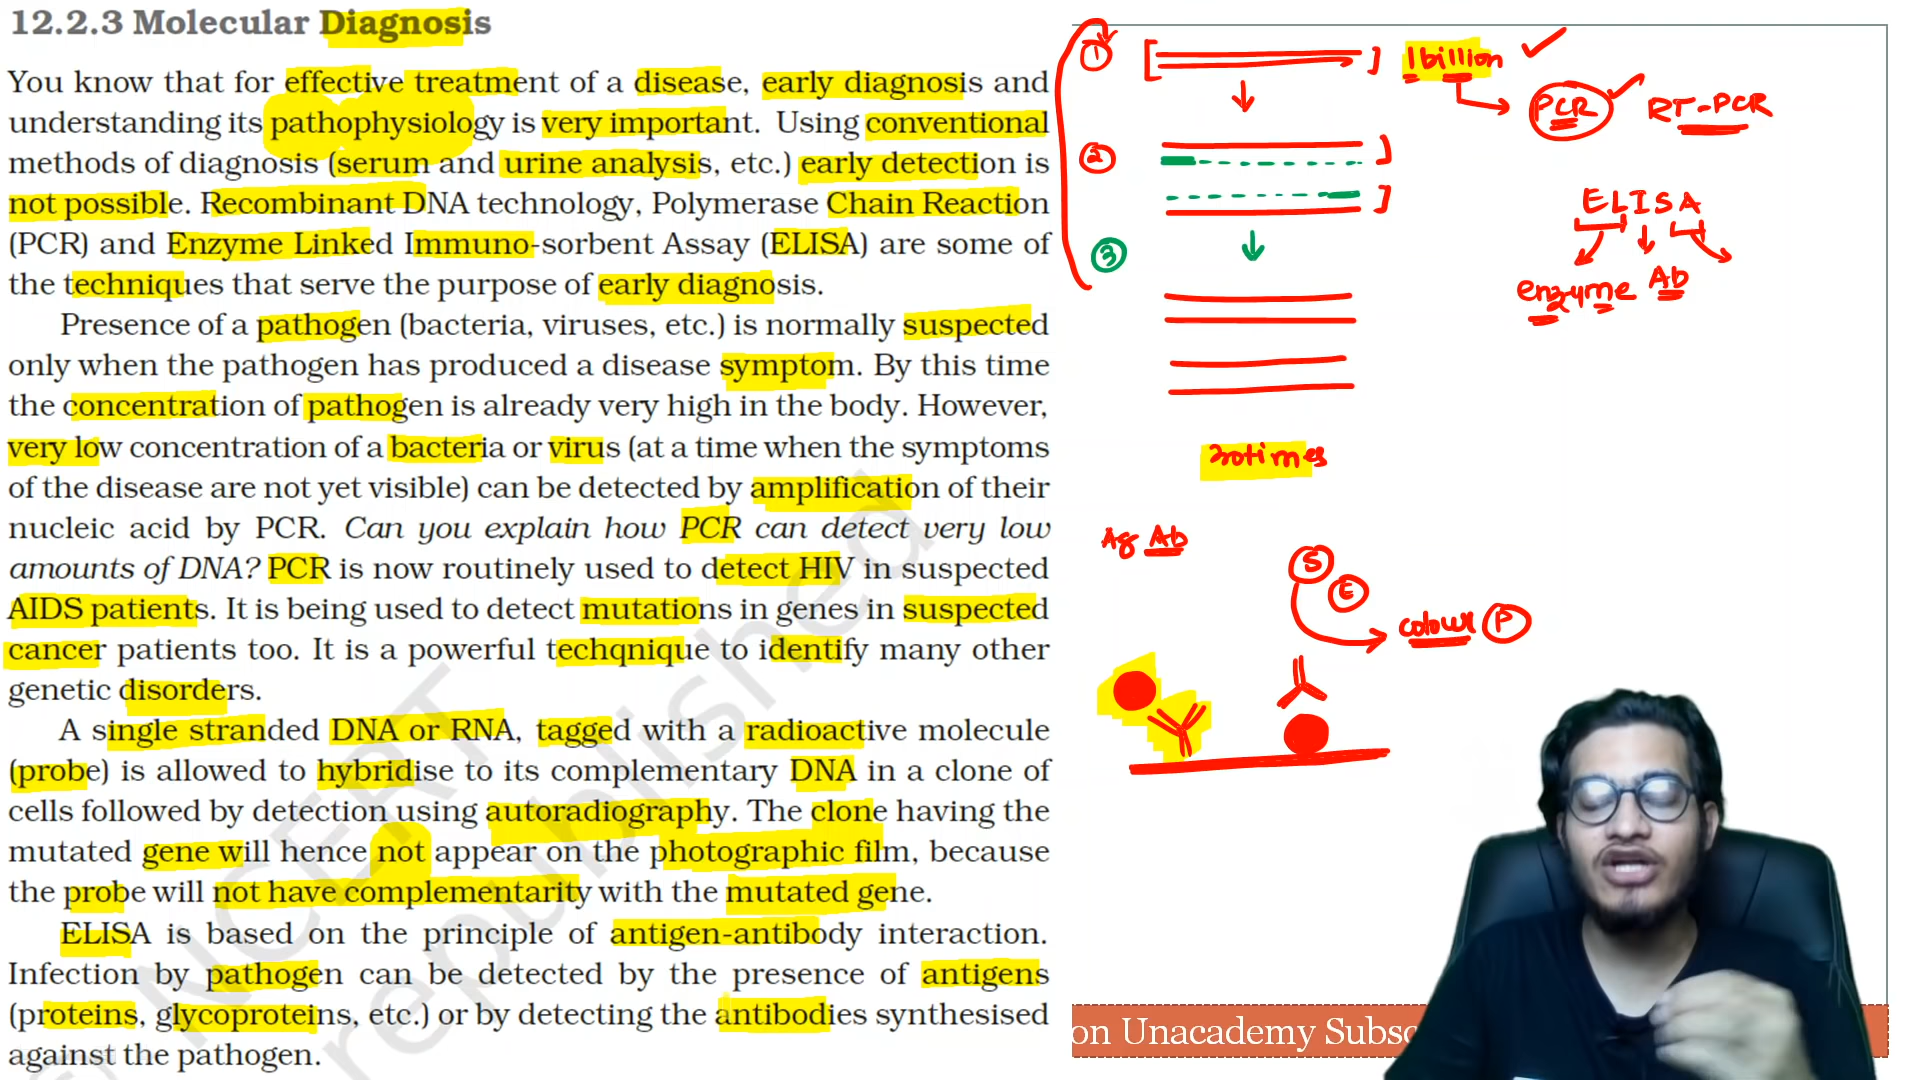 12.2.3 Molecular Diagnosis
You know that for effective treatment of a disease, early diagnosis and
understanding its pathophysiology is very important. Using conventional
methods of diagnosis (serum and urine analysis, etc.) early detection is
not possible. Recombinant DNA technology, Polymerase Chain Reaction
(PCR) and Enzyme Linked Immuno-sorbent Assay (ELISA) are some of
the techniques that serve the purpose of early diagnosis.
Presence of a pathogen (bacteria, viruses, etc.) is normally suspected
only when the pathogen has produced a disease symptom. By this time
the concentration of pathogen is already very high in the body. However,
very low concentration of a bacteria or virus (at a time when the symptoms
of the disease are not yet visible) can be detected by amplification of their
nucleic acid by PCR. Can you explain how PCR can detect very low
amounts of DNA? PCR is now routinely used to detect HIV in suspected
AIDS patients. It is being used to detect mutations in genes in suspected
cancer patients too. It is a powerful techqnique to identify many other
genetic disorders.
A single stranded DNA or RNA, tagged with a radioactive molecule
(probe) is allowed to hybridise to its complementary DNA in a clone of
cells followed by detection using autoradiography. The clone having the
mutated gene will hence not appear on the photographic film, because
the probe will not have complementarity with the mutated gene.
ELISA is based on the principle of antigen-antibody interaction.
Infection by pathogen can be detected by the presence of antigens
(proteins, glycoproteins, etc.) or by detecting the antibodies synthesised
against the pathogen.
© NCERT
republished
1
1 billion
PCR RT-PCR
2
ELISA
3
enzyme Ab
30times
Ag Ab
S
E
colour P
on Unacademy Subsc